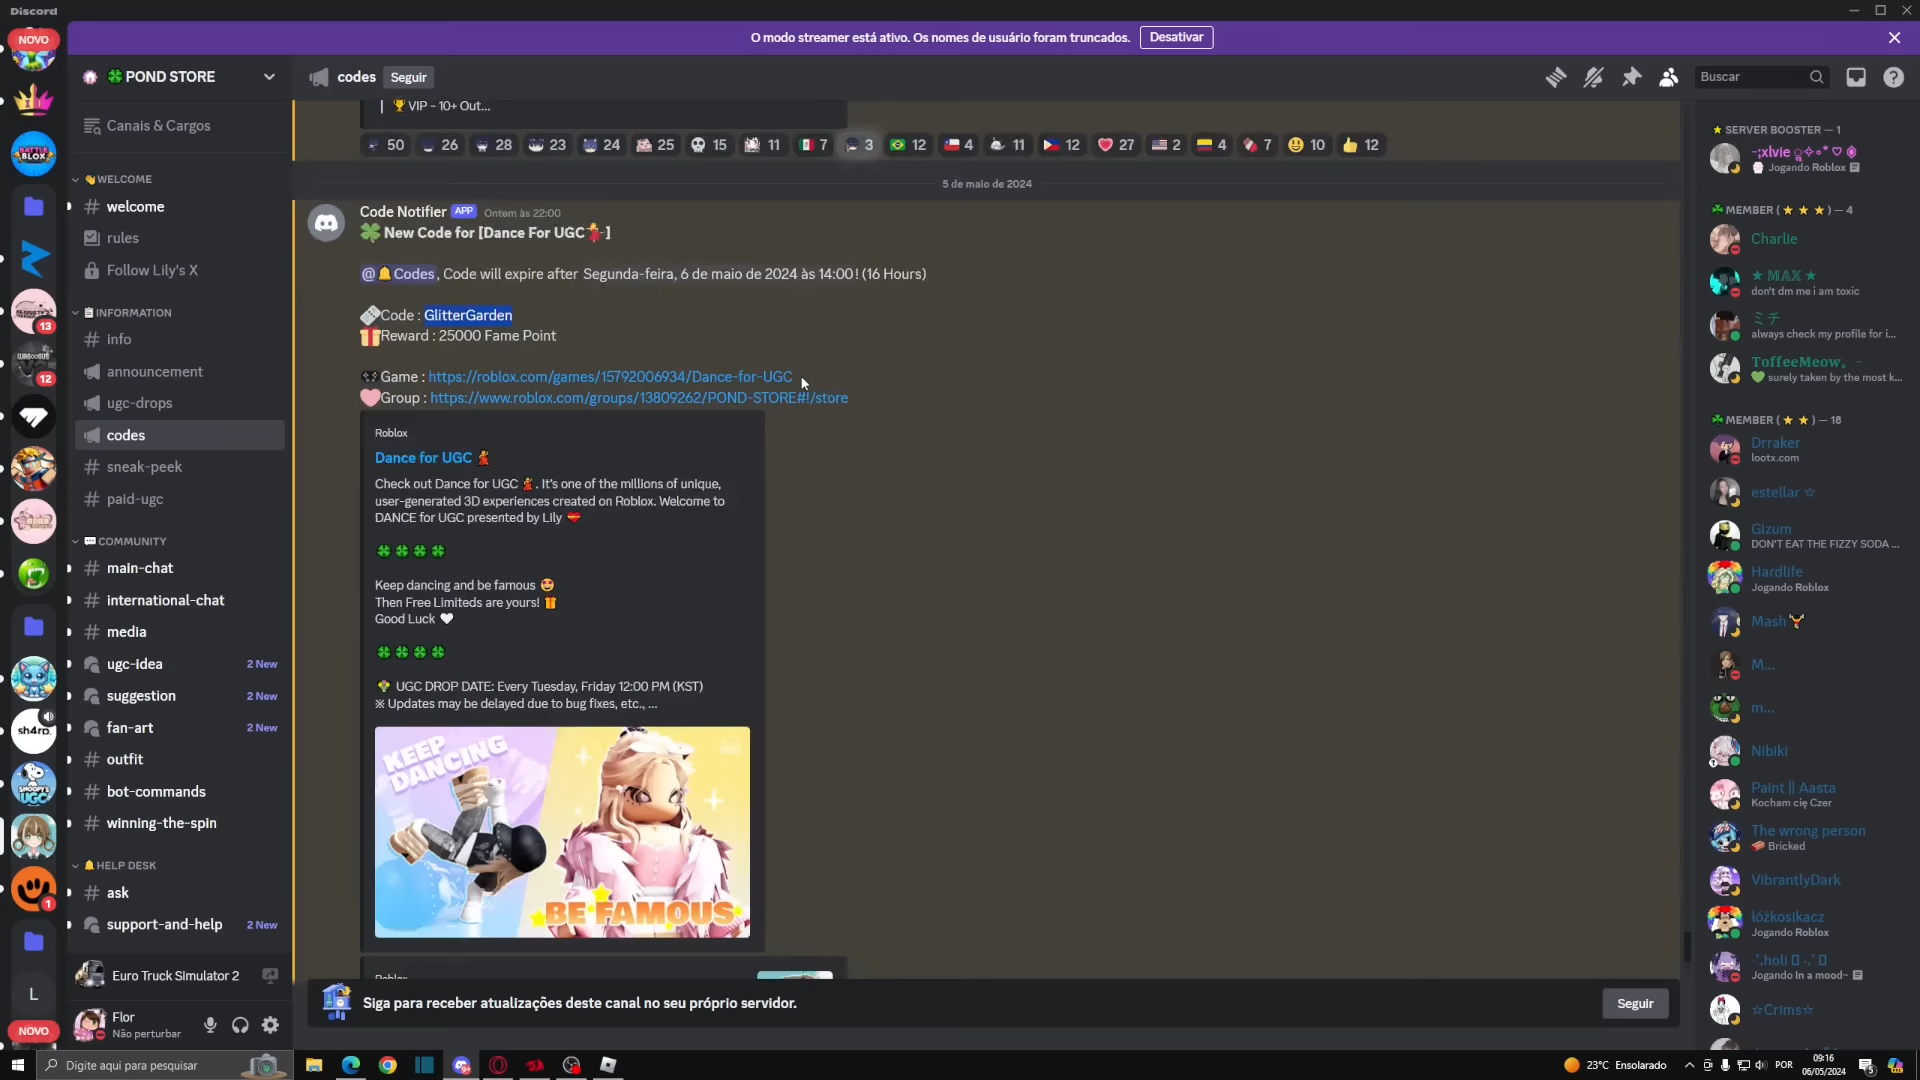 Discord
O modo streamer está ativo. Os nomes de usuário foram truncados.
Desativar
NOVO
POND STORE
codes
Seguir
Buscar
Canais & Cargos
WELCOME
welcome
rules
Follow Lily's X
INFORMATION
info
announcement
ugc-drops
codes
sneak-peek
paid-ugc
COMMUNITY
main-chat
international-chat
media
ugc-idea 2 New
suggestion 2 New
fan-art 2 New
outfit
bot-commands
winning-the-spin
HELP DESK
ask
support-and-help 2 New
Euro Truck Simulator 2
Flor
Não perturbar
BATTLE BLOX
13
12
sh4rp.
SNOOPY'S UGC
1
L
NOVO
| 🏆VIP - 10+ Out...
50 26 28 23 24 25 15 11 7 3 12 4 11 12 27 2 4 7 10 12
5 de maio de 2024
Code Notifier APP Ontem às 22:00
🍀 New Code for [Dance For UGC💃]
@🔔Codes, Code will expire after Segunda-feira, 6 de maio de 2024 às 14:00! (16 Hours)
Code : GlitterGarden
🎁Reward : 25000 Fame Point
🎮Game : https://roblox.com/games/15792006934/Dance-for-UGC
Group : https://www.roblox.com/groups/13809262/POND-STORE#!/store
Roblox
Dance for UGC 💃
Check out Dance for UGC 💃. It's one of the millions of unique,
user-generated 3D experiences created on Roblox. Welcome to
DANCE for UGC presented by Lily 💝
🍀 🍀 🍀 🍀
Keep dancing and be famous 🤩
Then Free Limiteds are yours! 🎁
Good Luck 🤍
🍀 🍀 🍀 🍀
UGC DROP DATE: Every Tuesday, Friday 12:00 PM (KST)
※ Updates may be delayed due to bug fixes, etc., ...
KEEP
DANCING
BE FAMOUS
Roblox
Siga para receber atualizações deste canal no seu próprio servidor.
Seguir
SERVER BOOSTER — 1
Jogando Roblox
MEMBER ( ★ ★ ★ ) — 4
Charlie
★ MAX ★
don't dm me i am toxic
ミチ
always check my profile for i...
ToffeeMeow。
💚 surely taken by the most k...
MEMBER ( ★ ★ ) — 18
Drraker
lootx.com
estellar ☆
Gizum
DON'T EAT THE FIZZY SODA ...
Hardlife
Jogando Roblox
Mash
M...
m...
Nibiki
Paint || Aasta
Kocham cię Czer
The wrong person
Bricked
VibrantlyDark
łóżkosikacz
Jogando Roblox
Jogando In a mood~
☆Crims☆
Digite aqui para pesquisar
23°C Ensolarado
POR
09:16
06/05/2024
5